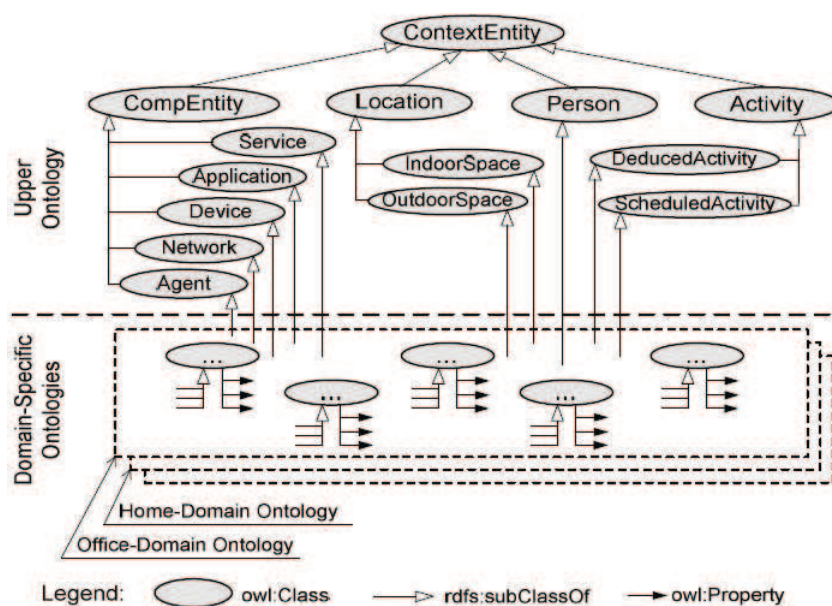 ContextEntity
CompEntity
Location
Person
Activity
Service
Application
Device
Network
Agent
IndoorSpace
OutdoorSpace
DeducedActivity
ScheduledActivity
Upper
Ontology
Domain-Specific
Ontologies
...
...
...
...
...
Home-Domain Ontology
Office-Domain Ontology
Legend: owl:Class rdfs:subClassOf owl:Property